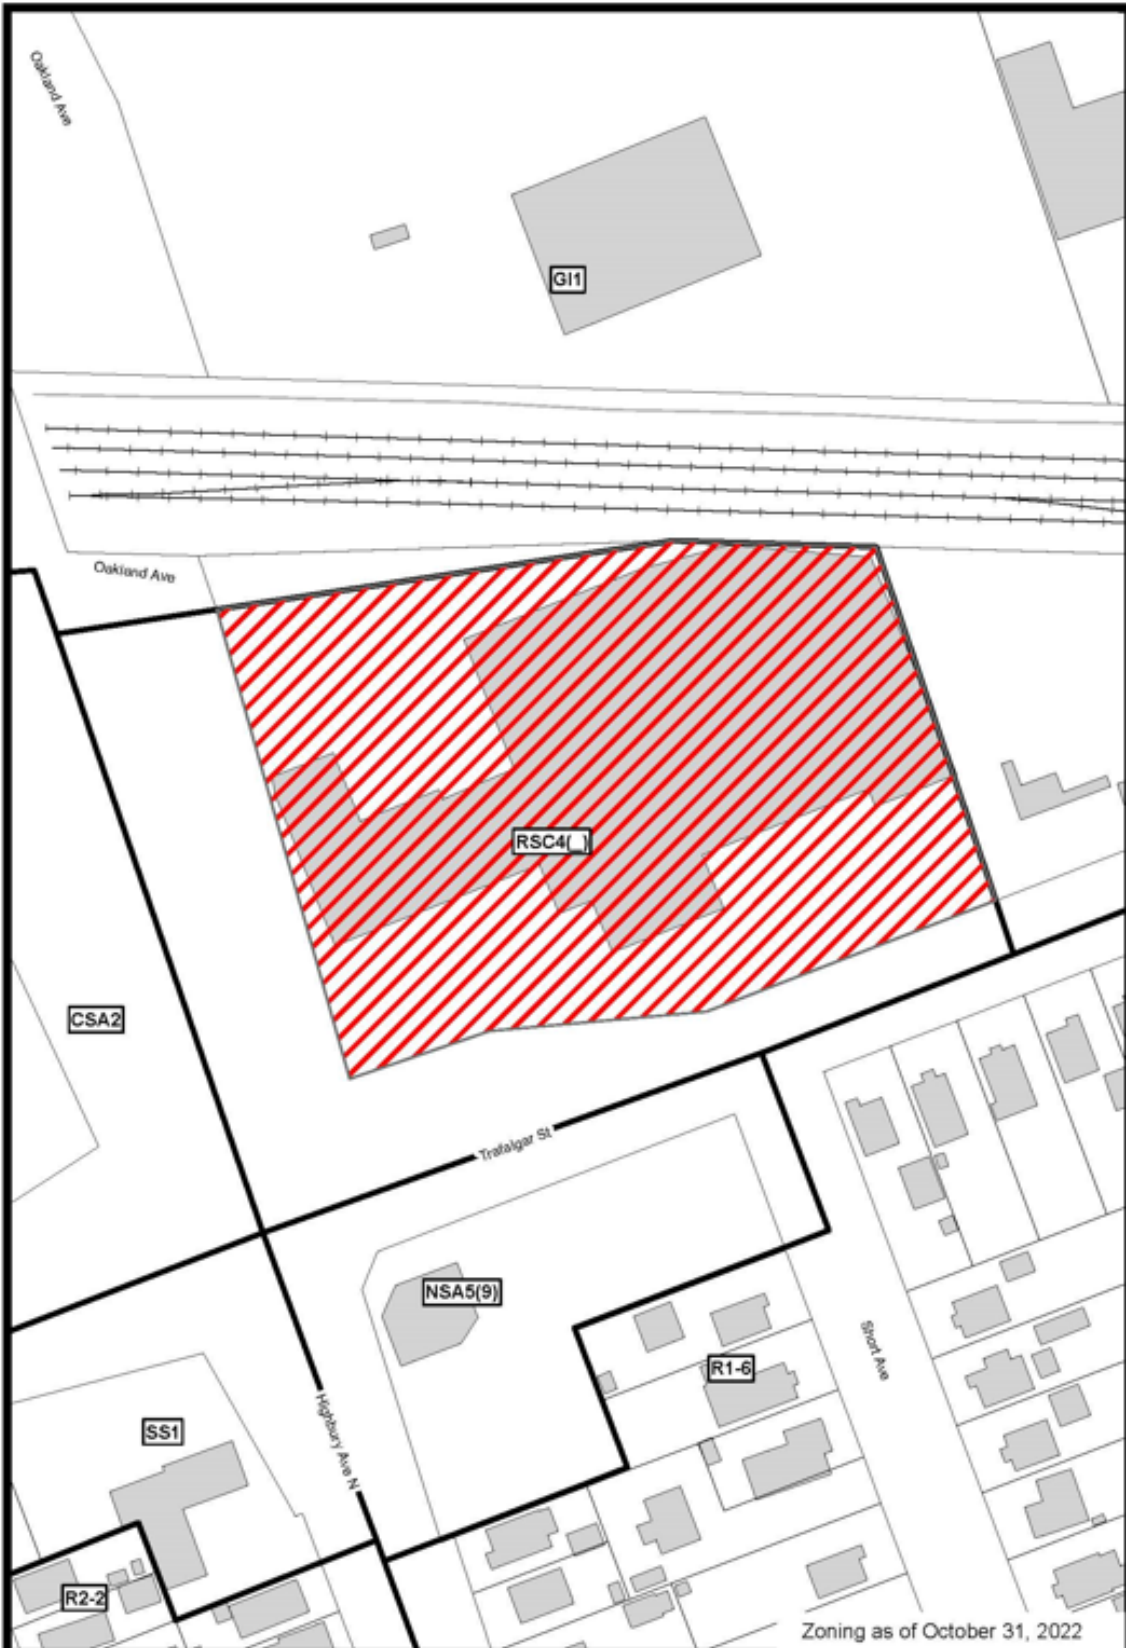 Oakland Ave
GI1
Oakland Ave
RSC4(_)
CSA2
Trafalgar St
NSA5(9)
Short Ave
R1-6
Highbury Ave N
SS1
R2-2
Zoning as of October 31, 2022